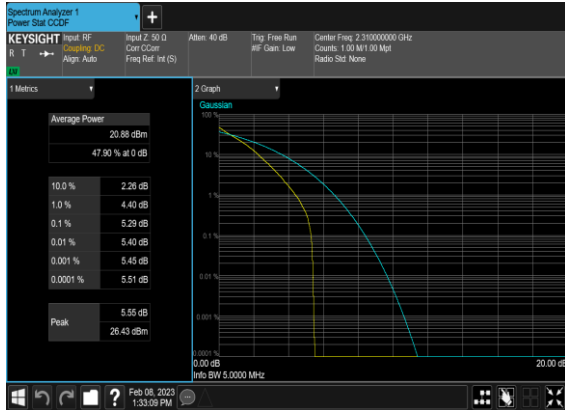 Spectrum Analyzer 1
Power Stat CCDF
+
KEYSIGHT Input: RF Input Z: 50 Ω Atten: 40 dB Trig: Free Run Center Freq: 2.310000000 GHz
R T Coupling: DC Corr CCorr #IF Gain: Low Counts: 1.00 M/1.00 Mpt
Align: Auto Freq Ref: Int (S) Radio Std: None
LXI
1 Metrics
2 Graph
Gaussian
Average Power
20.88 dBm
47.90 % at 0 dB
10.0 % 2.26 dB
1.0 % 4.40 dB
0.1 % 5.29 dB
0.01 % 5.40 dB
0.001 % 5.45 dB
0.0001 % 5.51 dB
Peak 5.55 dB
26.43 dBm
100 %
10 %
1 %
0.1 %
0.01 %
0.001 %
0.0001 %
0.00 dB 20.00 dB
Info BW 5.0000 MHz
? Feb 08, 2023
1:33:09 PM